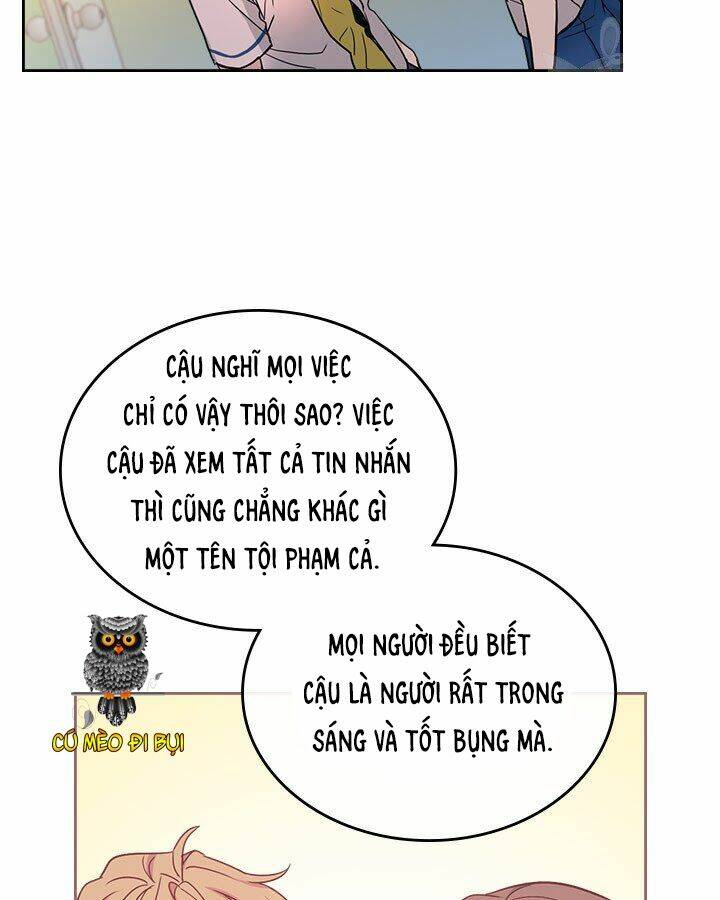 CẬU NGHĨ MỌI VIỆC
CHỈ CÓ VẬY THÔI SAO? VIỆC
CẬU ĐÃ XEM TẤT CẢ TIN NHẮN
THÌ CŨNG CHẲNG KHÁC GÌ
MỘT TÊN TỘI PHẠM CẢ.
MỌI NGƯỜI ĐỀU BIẾT
CẬU LÀ NGƯỜI RẤT TRONG
SÁNG VÀ TỐT BỤNG MÀ.
CÚ MÈO ĐI BỤI